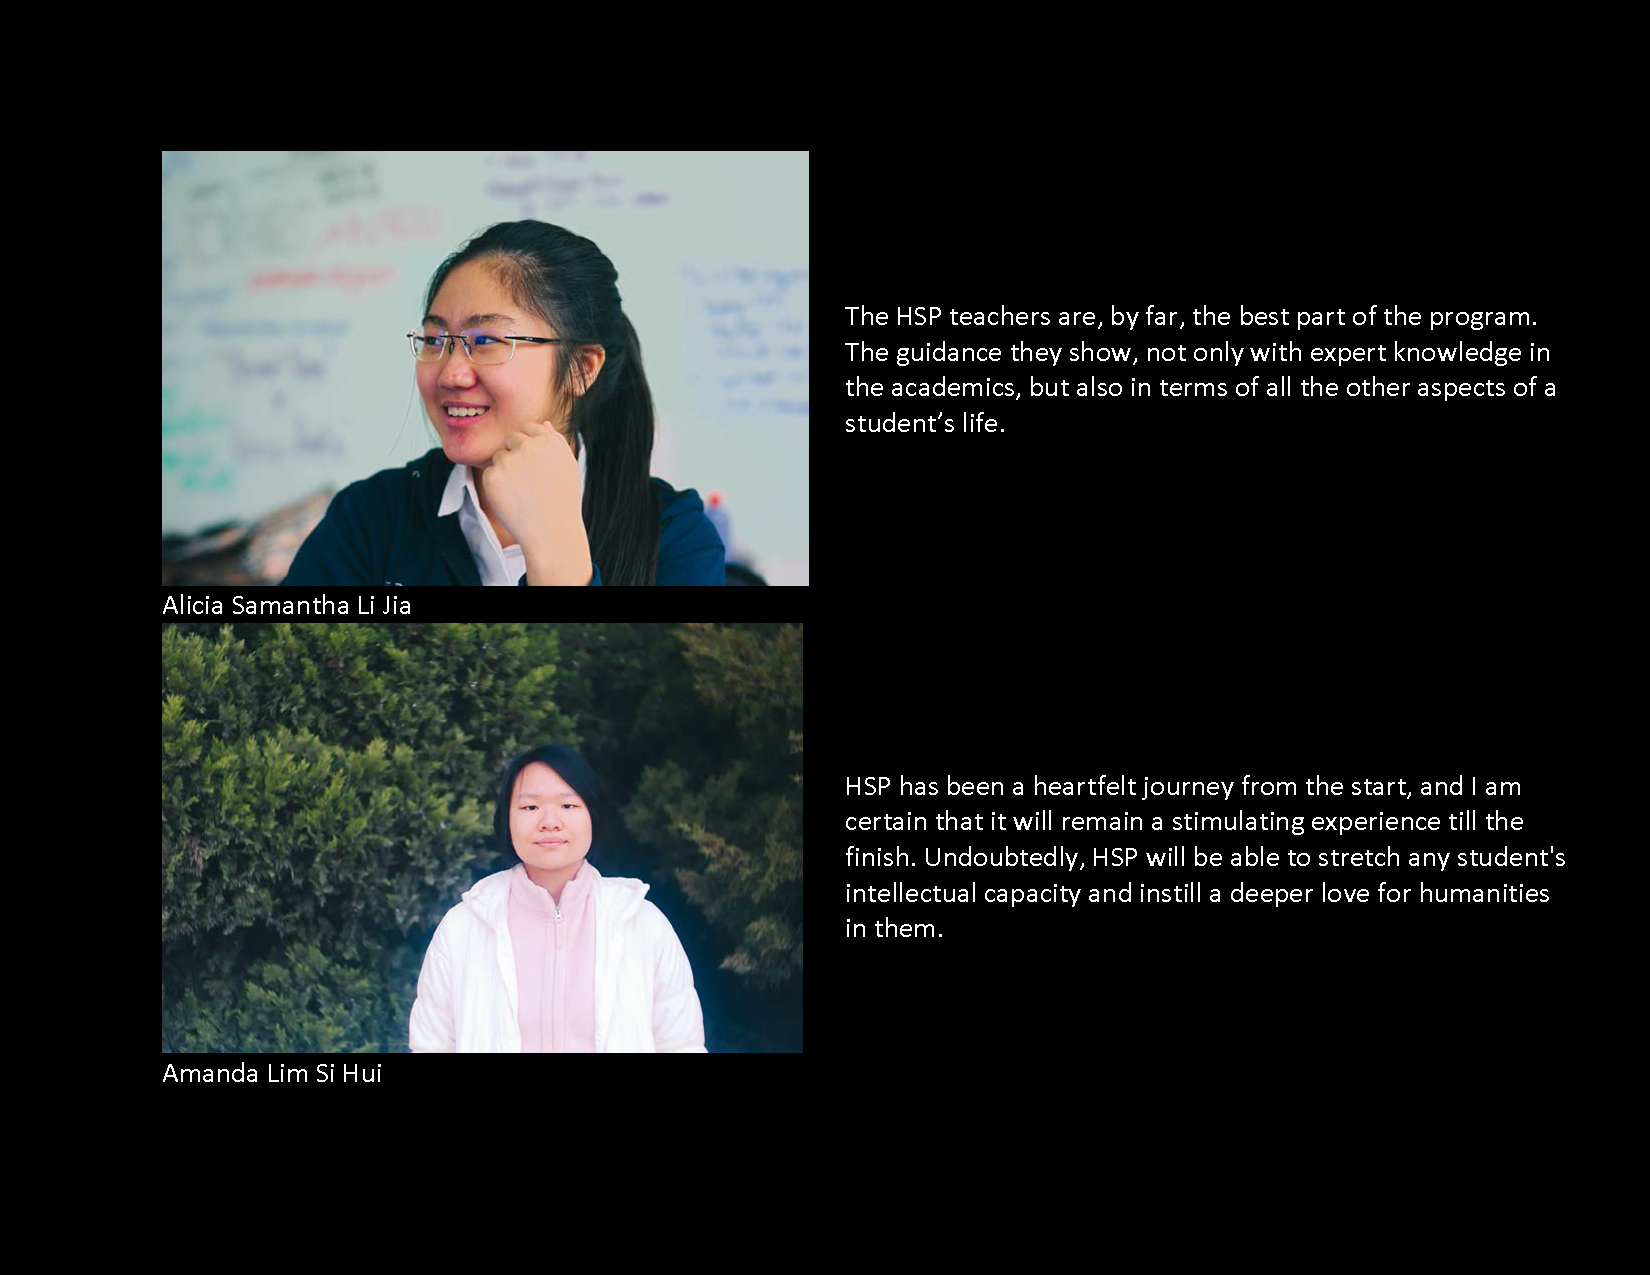 The HSP teachers are, by far, the best part of the program.
The guidance they show, not only with expert knowledge in
the academics, but also in terms of all the other aspects of a
student’s life.
Alicia Samantha Li Jia
HSP has been a heartfelt journey from the start, and I am
certain that it will remain a stimulating experience till the
finish. Undoubtedly, HSP will be able to stretch any student's
intellectual capacity and instill a deeper love for humanities
in them.
Amanda Lim Si Hui